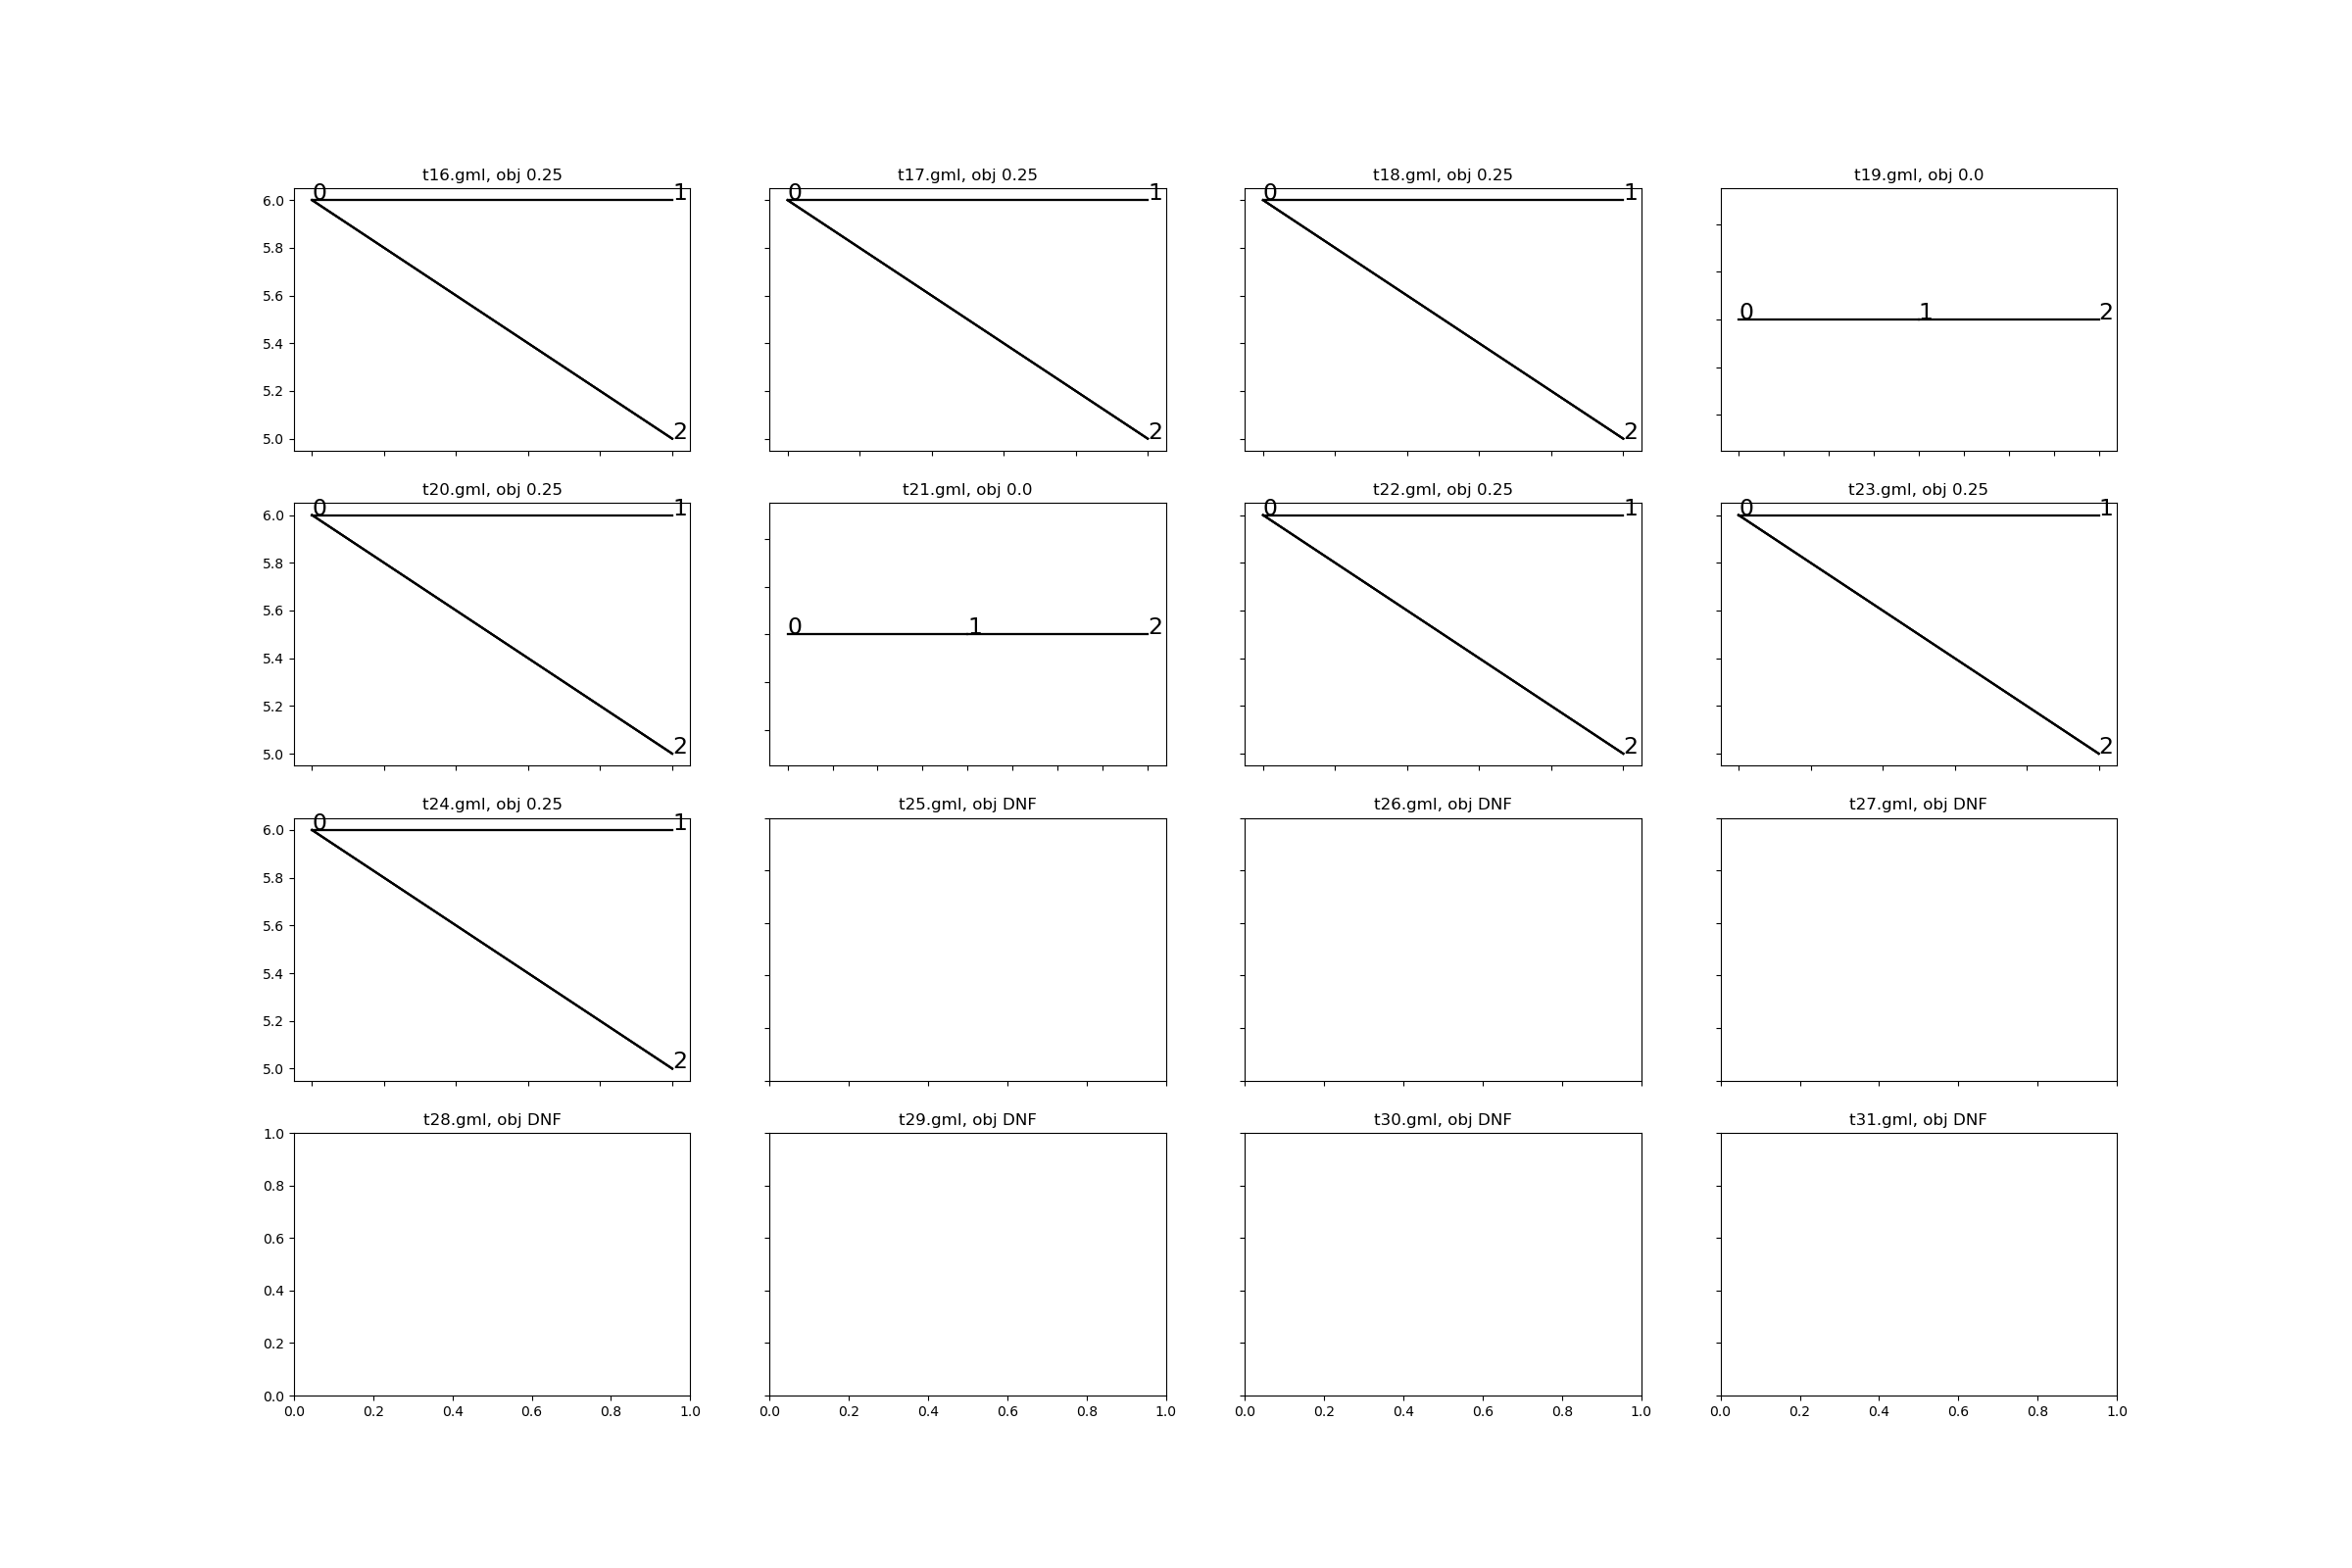 t16.gml, obj 0.25 t17.gml, obj 0.25 t18.gml, obj 0.25 t19.gml, obj 0.0
0 1 0 1 0 1
6.0
5.8
5.6
0 1 2
5.4
5.2
5.0
2 2 2
t20.gml, obj 0.25 t21.gml, obj 0.0 t22.gml, obj 0.25 t23.gml, obj 0.25
0 1 0 1 0 1
6.0
5.8
5.6
0 1 2
5.4
5.2
5.0
2 2 2
t24.gml, obj 0.25 t25.gml, obj DNF t26.gml, obj DNF t27.gml, obj DNF
0 1
6.0
5.8
5.6
5.4
5.2
5.0
2
t28.gml, obj DNF t29.gml, obj DNF t30.gml, obj DNF t31.gml, obj DNF
1.0
0.8
0.6
0.4
0.2
0.0
0.0 0.2 0.4 0.6 0.8 1.0 0.0 0.2 0.4 0.6 0.8 1.0 0.0 0.2 0.4 0.6 0.8 1.0 0.0 0.2 0.4 0.6 0.8 1.0